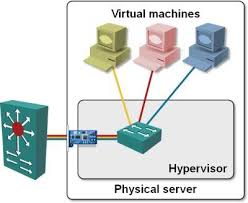 Virtual machines
Hypervisor
Physical server